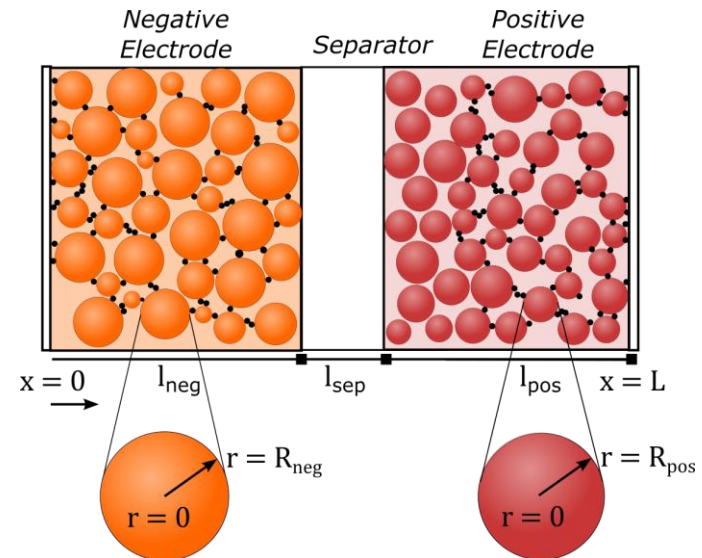 Negative
Electrode
Separator
Positive
Electrode
x = 0
l_neg
l_sep
l_pos
x = L
r = R_neg
r = 0
r = R_pos
r = 0